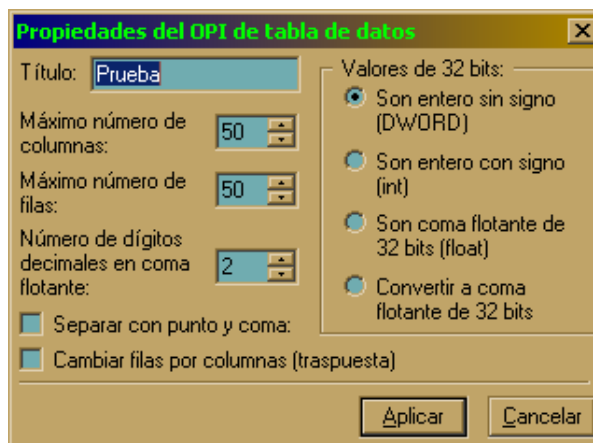 Propiedades del OPI de tabla de datos
Título: Prueba
Máximo número de
columnas:
50
Máximo número de
filas:
50
Número de dígitos
decimales en coma
flotante:
2
Separar con punto y coma:
Cambiar filas por columnas (traspuesta)
Valores de 32 bits:
Son entero sin signo
(DWORD)
Son entero con signo
(int)
Son coma flotante de
32 bits (float)
Convertir a coma
flotante de 32 bits
Aplicar
Cancelar